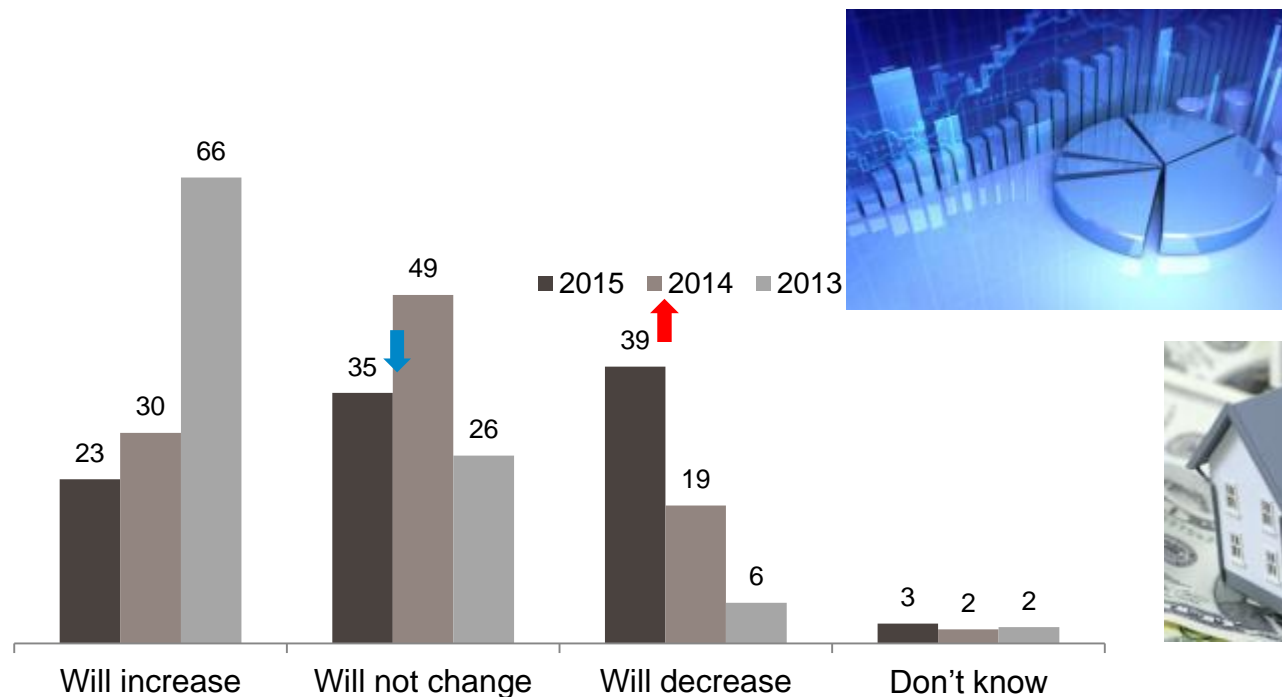 66
49
2015 2014 2013
39
35
30
26
23
19
6
3
2
2
Will increase
Will not change
Will decrease
Don’t know